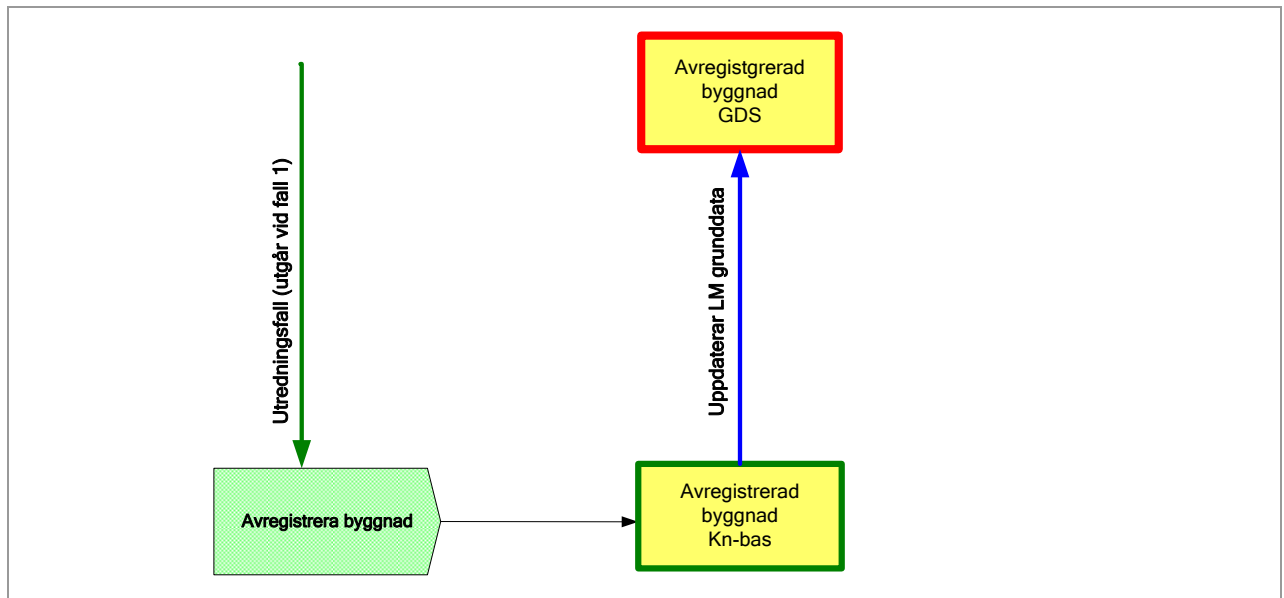 Avregistgrerad
byggnad
GDS
Utredningsfall (utgår vid fall 1)
Uppdaterar LM grunddata
Avregistrera byggnad
Avregistrerad
byggnad
Kn-bas